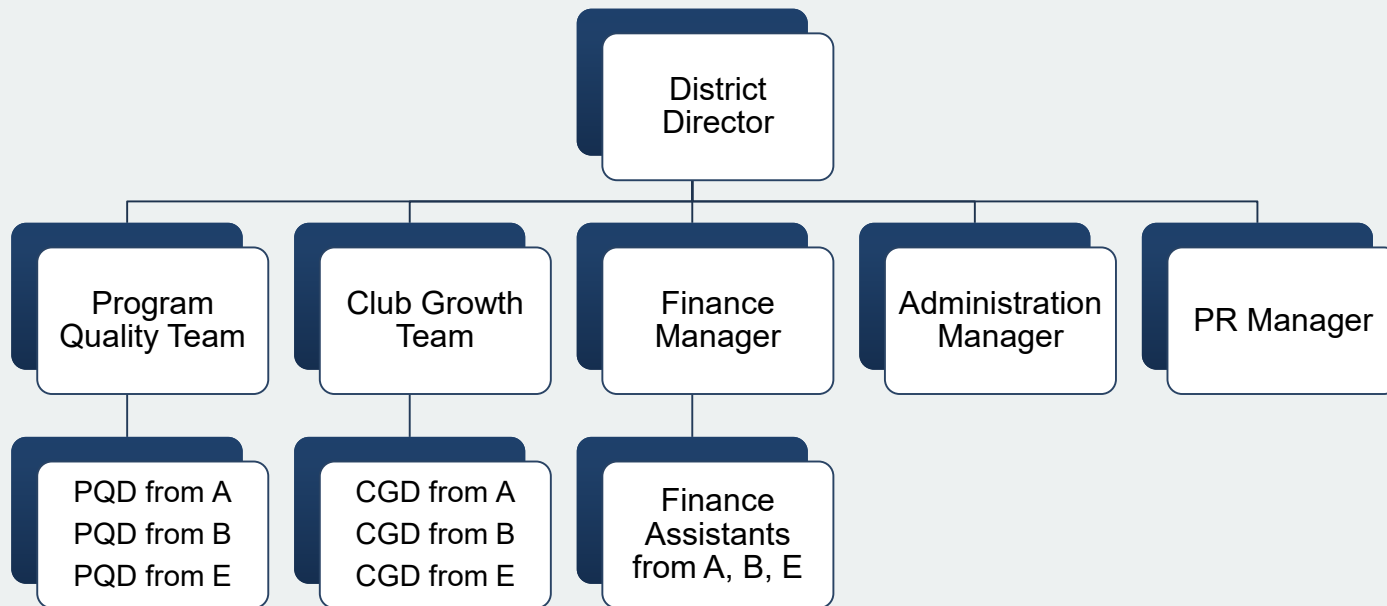 District
Director
Program
Quality Team
Club Growth
Team
Finance
Manager
Administration
Manager
PR Manager
PQD from A
PQD from B
PQD from E
CGD from A
CGD from B
CGD from E
Finance
Assistants
from A, B, E